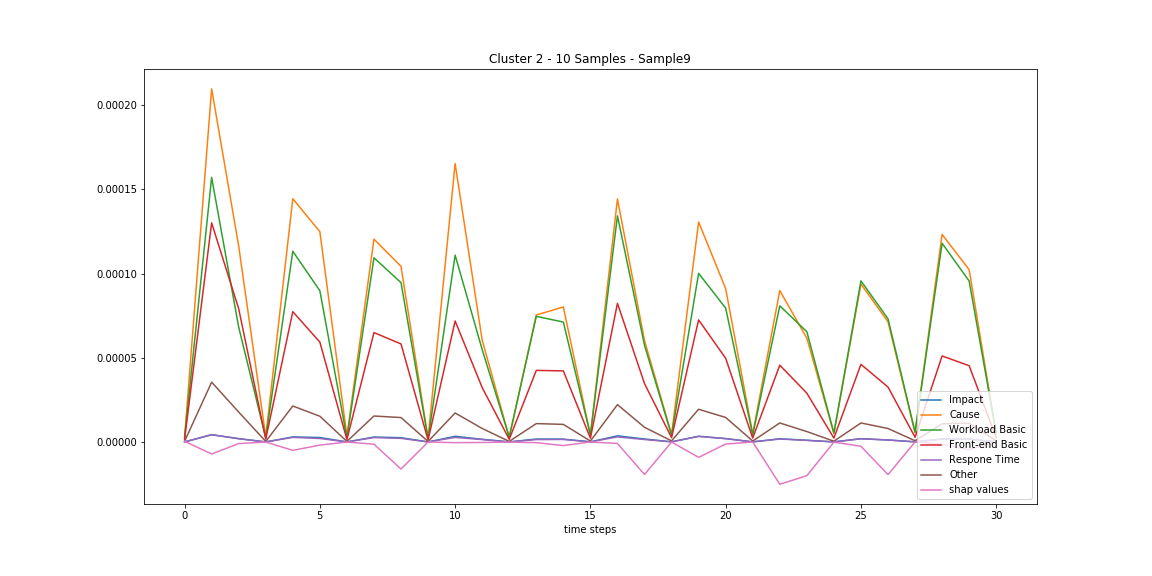 Cluster 2 - 10 Samples - Sample9
0.00020
0.00015
0.00010
0.00005
0.00000
Impact
Cause
Workload Basic
Front-end Basic
Respone Time
Other
shap values
0 5 10 15 20 25 30
time steps